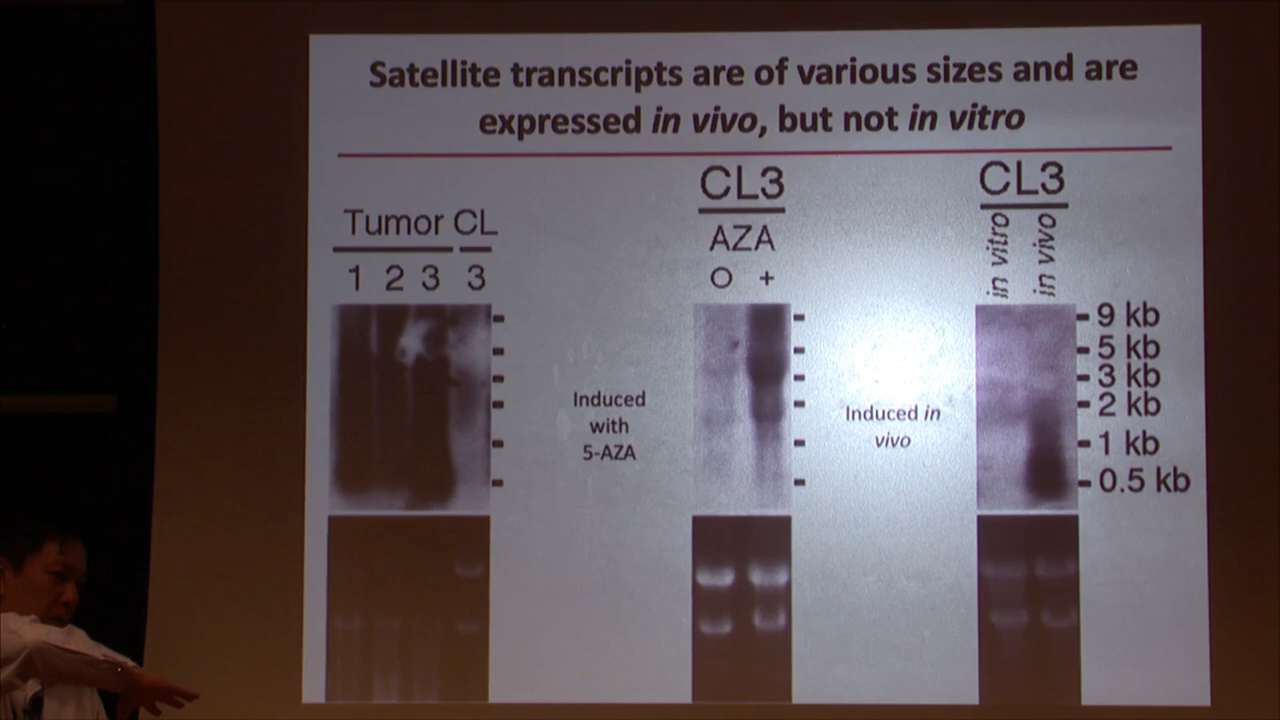 Satellite transcripts are of various sizes and are
expressed in vivo, but not in vitro
Tumor CL
1 2 3 3
Induced
with
5-AZA
CL3
AZA
O +
Induced in
vivo
CL3
in vitro
in vivo
9 kb
5 kb
3 kb
2 kb
1 kb
0.5 kb